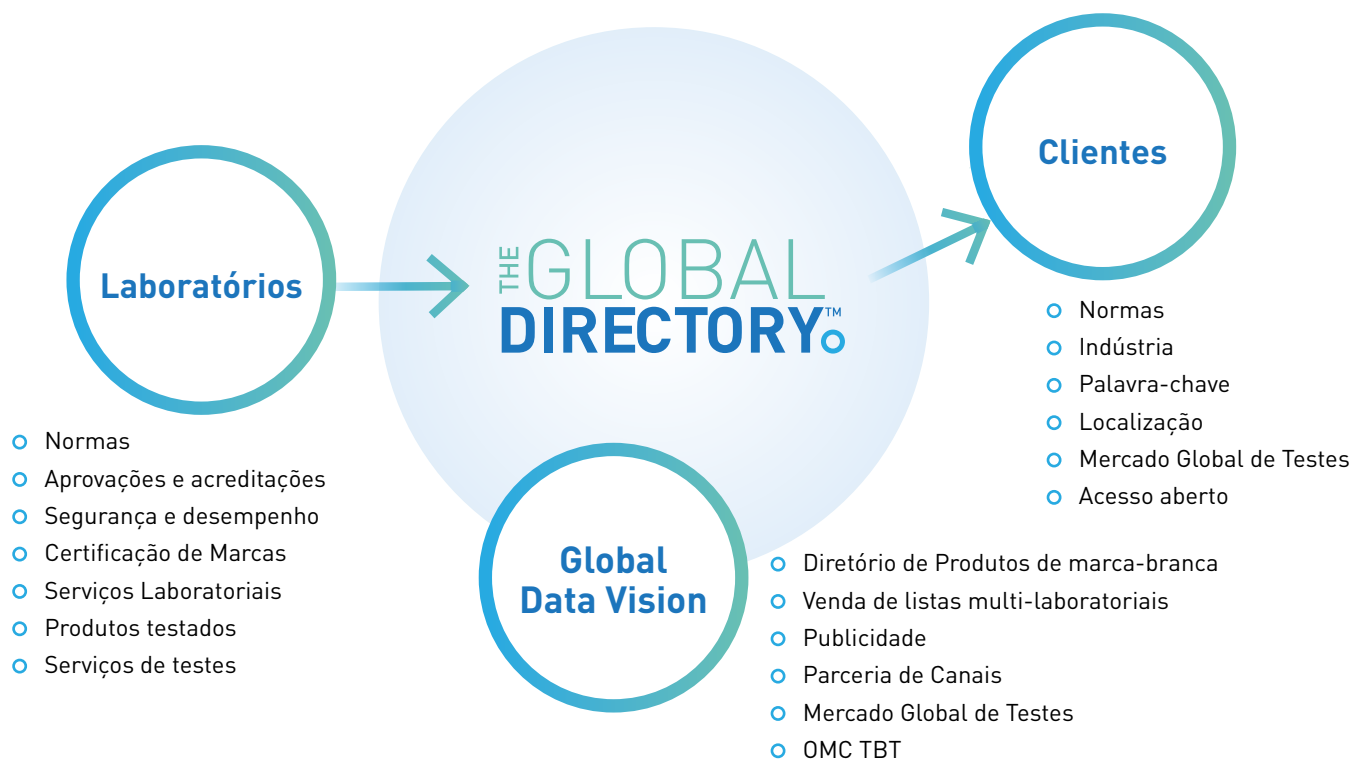 Laboratórios
Normas
Aprovações e acreditações
Segurança e desempenho
Certificação de Marcas
Serviços Laboratoriais
Produtos testados
Serviços de testes
THE GLOBAL
DIRECTORY™
Clientes
Normas
Indústria
Palavra-chave
Localização
Mercado Global de Testes
Acesso aberto
Global
Data Vision
Diretório de Produtos de marca-branca
Venda de listas multi-laboratoriais
Publicidade
Parceria de Canais
Mercado Global de Testes
OMC TBT